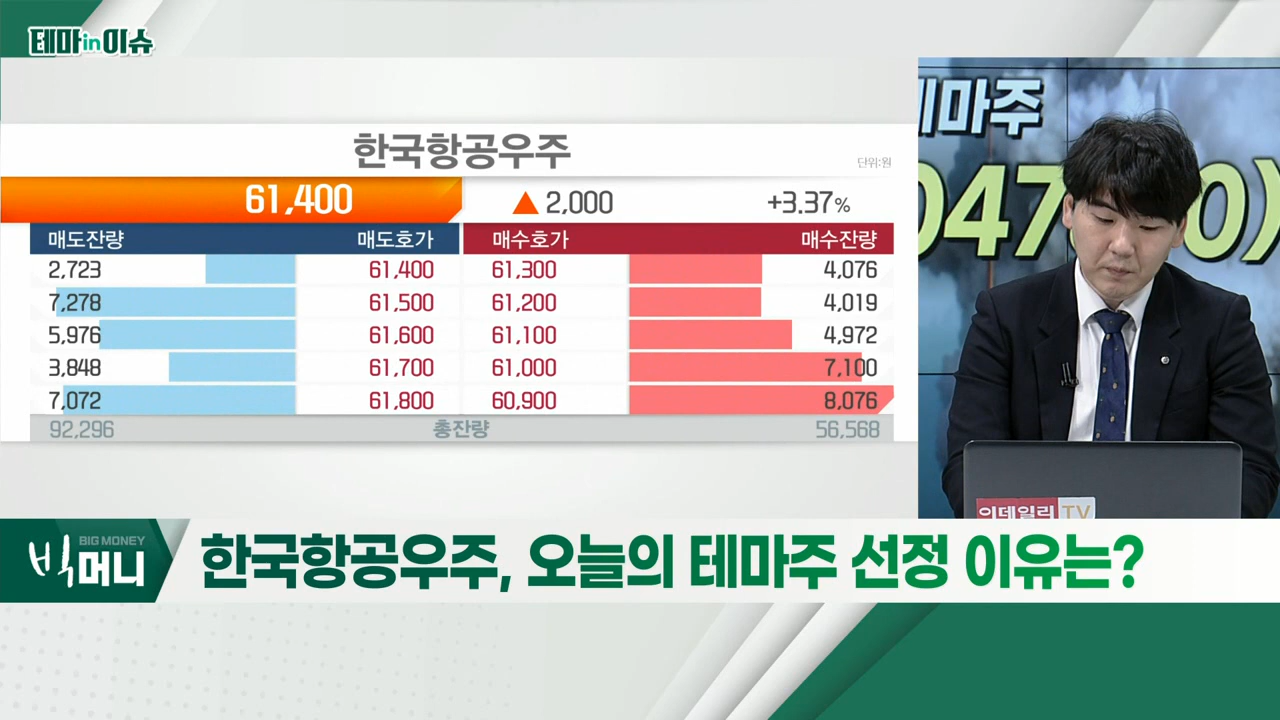 테마in이슈
한국항공우주
단위:원
61,400 ▲ 2,000 +3.37%
매도잔량 매도호가 매수호가 매수잔량
2,723 61,400 61,300 4,076
7,278 61,500 61,200 4,019
5,976 61,600 61,100 4,972
3,848 61,700 61,000 7,100
7,072 61,800 60,900 8,076
92,296 총잔량 56,568
테마주
047 0)
이데일리TV
BIG MONEY
빅머니
한국항공우주, 오늘의 테마주 선정 이유는?